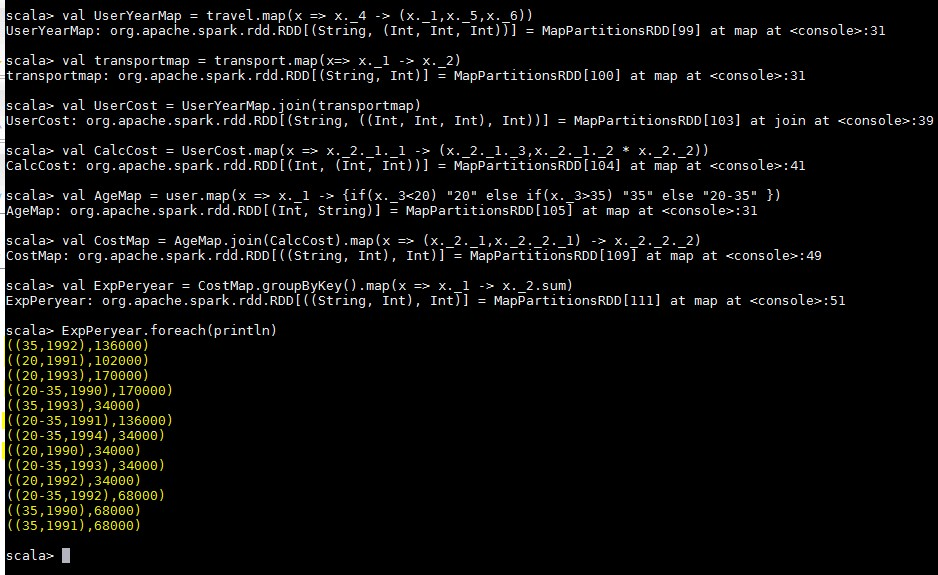 scala> val UserYearMap = travel.map(x => x._4 -> (x._1,x._5,x._6))
UserYearMap: org.apache.spark.rdd.RDD[(String, (Int, Int, Int))] = MapPartitionsRDD[99] at map at <console>:31
scala> val transportmap = transport.map(x=> x._1 -> x._2)
transportmap: org.apache.spark.rdd.RDD[(String, Int)] = MapPartitionsRDD[100] at map at <console>:31
scala> val UserCost = UserYearMap.join(transportmap)
UserCost: org.apache.spark.rdd.RDD[(String, ((Int, Int, Int), Int))] = MapPartitionsRDD[103] at join at <console>:39
scala> val CalcCost = UserCost.map(x => x._2._1._1 -> (x._2._1._3,x._2._1._2 * x._2._2))
CalcCost: org.apache.spark.rdd.RDD[(Int, (Int, Int))] = MapPartitionsRDD[104] at map at <console>:41
scala> val AgeMap = user.map(x => x._1 -> {if(x._3<20) "20" else if(x._3>35) "35" else "20-35" })
AgeMap: org.apache.spark.rdd.RDD[(Int, String)] = MapPartitionsRDD[105] at map at <console>:31
scala> val CostMap = AgeMap.join(CalcCost).map(x => (x._2._1,x._2._2._1) -> x._2._2._2)
CostMap: org.apache.spark.rdd.RDD[((String, Int), Int)] = MapPartitionsRDD[109] at map at <console>:49
scala> val ExpPeryear = CostMap.groupByKey().map(x => x._1 -> x._2.sum)
ExpPeryear: org.apache.spark.rdd.RDD[((String, Int), Int)] = MapPartitionsRDD[111] at map at <console>:51
scala> ExpPeryear.foreach(println)
((35,1992),136000)
((20,1991),102000)
((20,1993),170000)
((20-35,1990),170000)
((35,1993),34000)
((20-35,1991),136000)
((20-35,1994),34000)
((20,1990),34000)
((20-35,1993),34000)
((20,1992),34000)
((20-35,1992),68000)
((35,1990),68000)
((35,1991),68000)
scala>